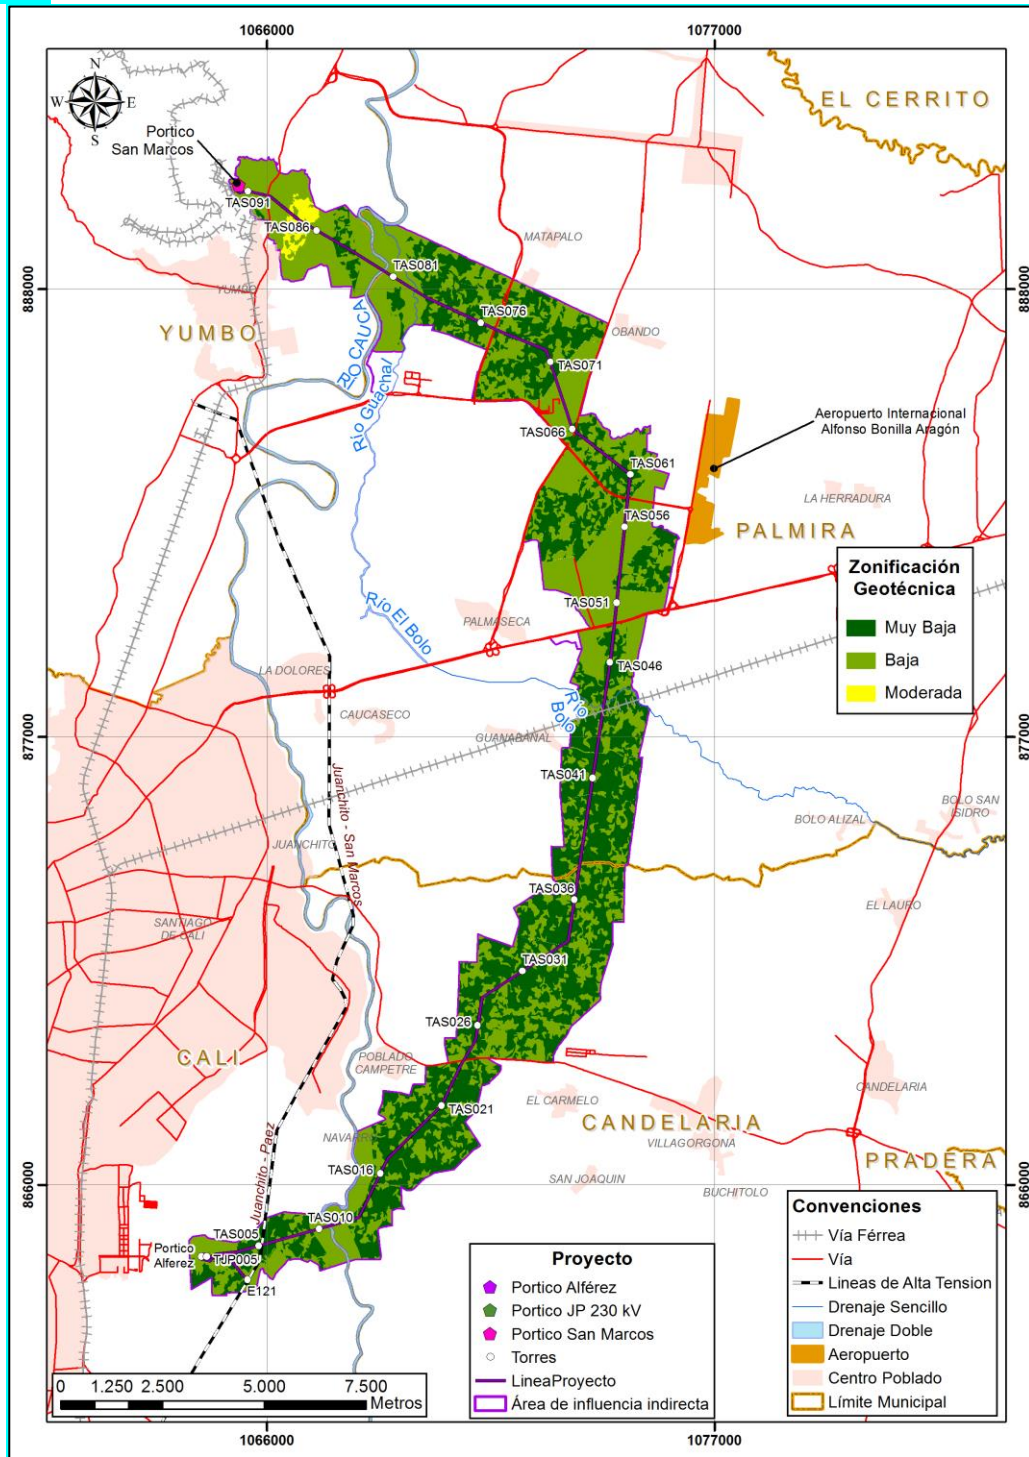 1066000
1077000
N
W E
S
EL CERRITO
Portico
San Marcos
TAS091
TAS086
MATAPALO
TAS081
888000
888000
YUMBO
TAS076
OBANDO
YUMBO
RÍO CAUCA
TAS071
Río Guachal
TAS066
Aeropuerto Internacional
Alfonso Bonilla Aragón
TAS061
LA HERRADURA
TAS056
PALMIRA
Zonificación
Geotécnica
Muy Baja
Baja
Moderada
TAS051
Río El Bolo
PALMASECA
TAS046
LA DOLORES
Río
Bolo
CAUCASECO
GUANABANAL
877000
877000
TAS041
Juanchito - San Marcos
BOLO SAN
ISIDRO
BOLO ALIZAL
JUANCHITO
TAS036
EL LAURO
SANTIAGO
DE CALI
TAS031
TAS026
CALI
POBLADO
CAMPETRE
CANDELARIA
EL CARMELO
TAS021
CANDELARIA
VILLAGORGONA
NAVARR
PRADERA
TAS016
SAN JOAQUIN
BUCHITOLO
866000
866000
Juanchito - Paez
TAS010
TAS005
Portico
Alferez
TJP005
E121
Convenciones
Vía Férrea
Vía
Lineas de Alta Tension
Drenaje Sencillo
Drenaje Doble
Aeropuerto
Centro Poblado
Límite Municipal
Proyecto
Portico Alférez
Portico JP 230 kV
Portico San Marcos
Torres
LineaProyecto
Área de influencia indirecta
0 1.250 2.500 5.000 7.500
Metros
1066000
1077000